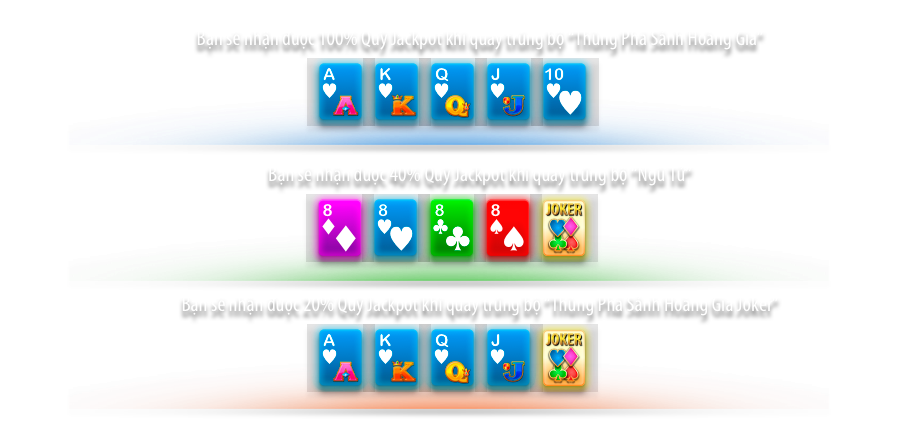 Bạn sẽ nhận được 100% Quỹ Jackpot khi quay trúng bộ "Thùng Phá Sảnh Hoàng Gia"
A K Q J 10
A K Q J
Bạn sẽ nhận được 40% Quỹ Jackpot khi quay trúng bộ "Ngũ Tử"
8 8 8 8 JOKER
Bạn sẽ nhận được 20% Quỹ Jackpot khi quay trúng bộ "Thùng Phá Sảnh Hoàng Gia Joker"
A K Q J JOKER
A K Q J